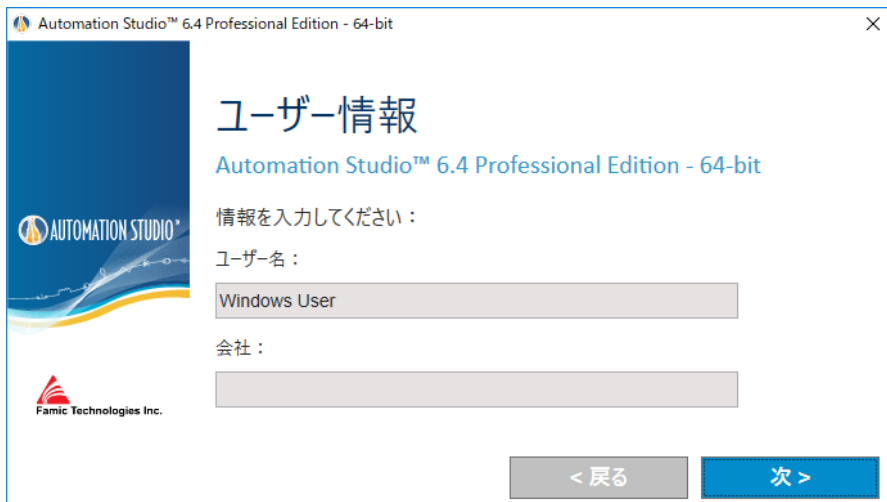 Automation Studio™ 6.4 Professional Edition - 64-bit
ユーザー情報
Automation Studio™ 6.4 Professional Edition - 64-bit
情報を入力してください：
AUTOMATION STUDIO™
ユーザー名：
Windows User
会社：
Famic Technologies Inc.
< 戻る
次 >